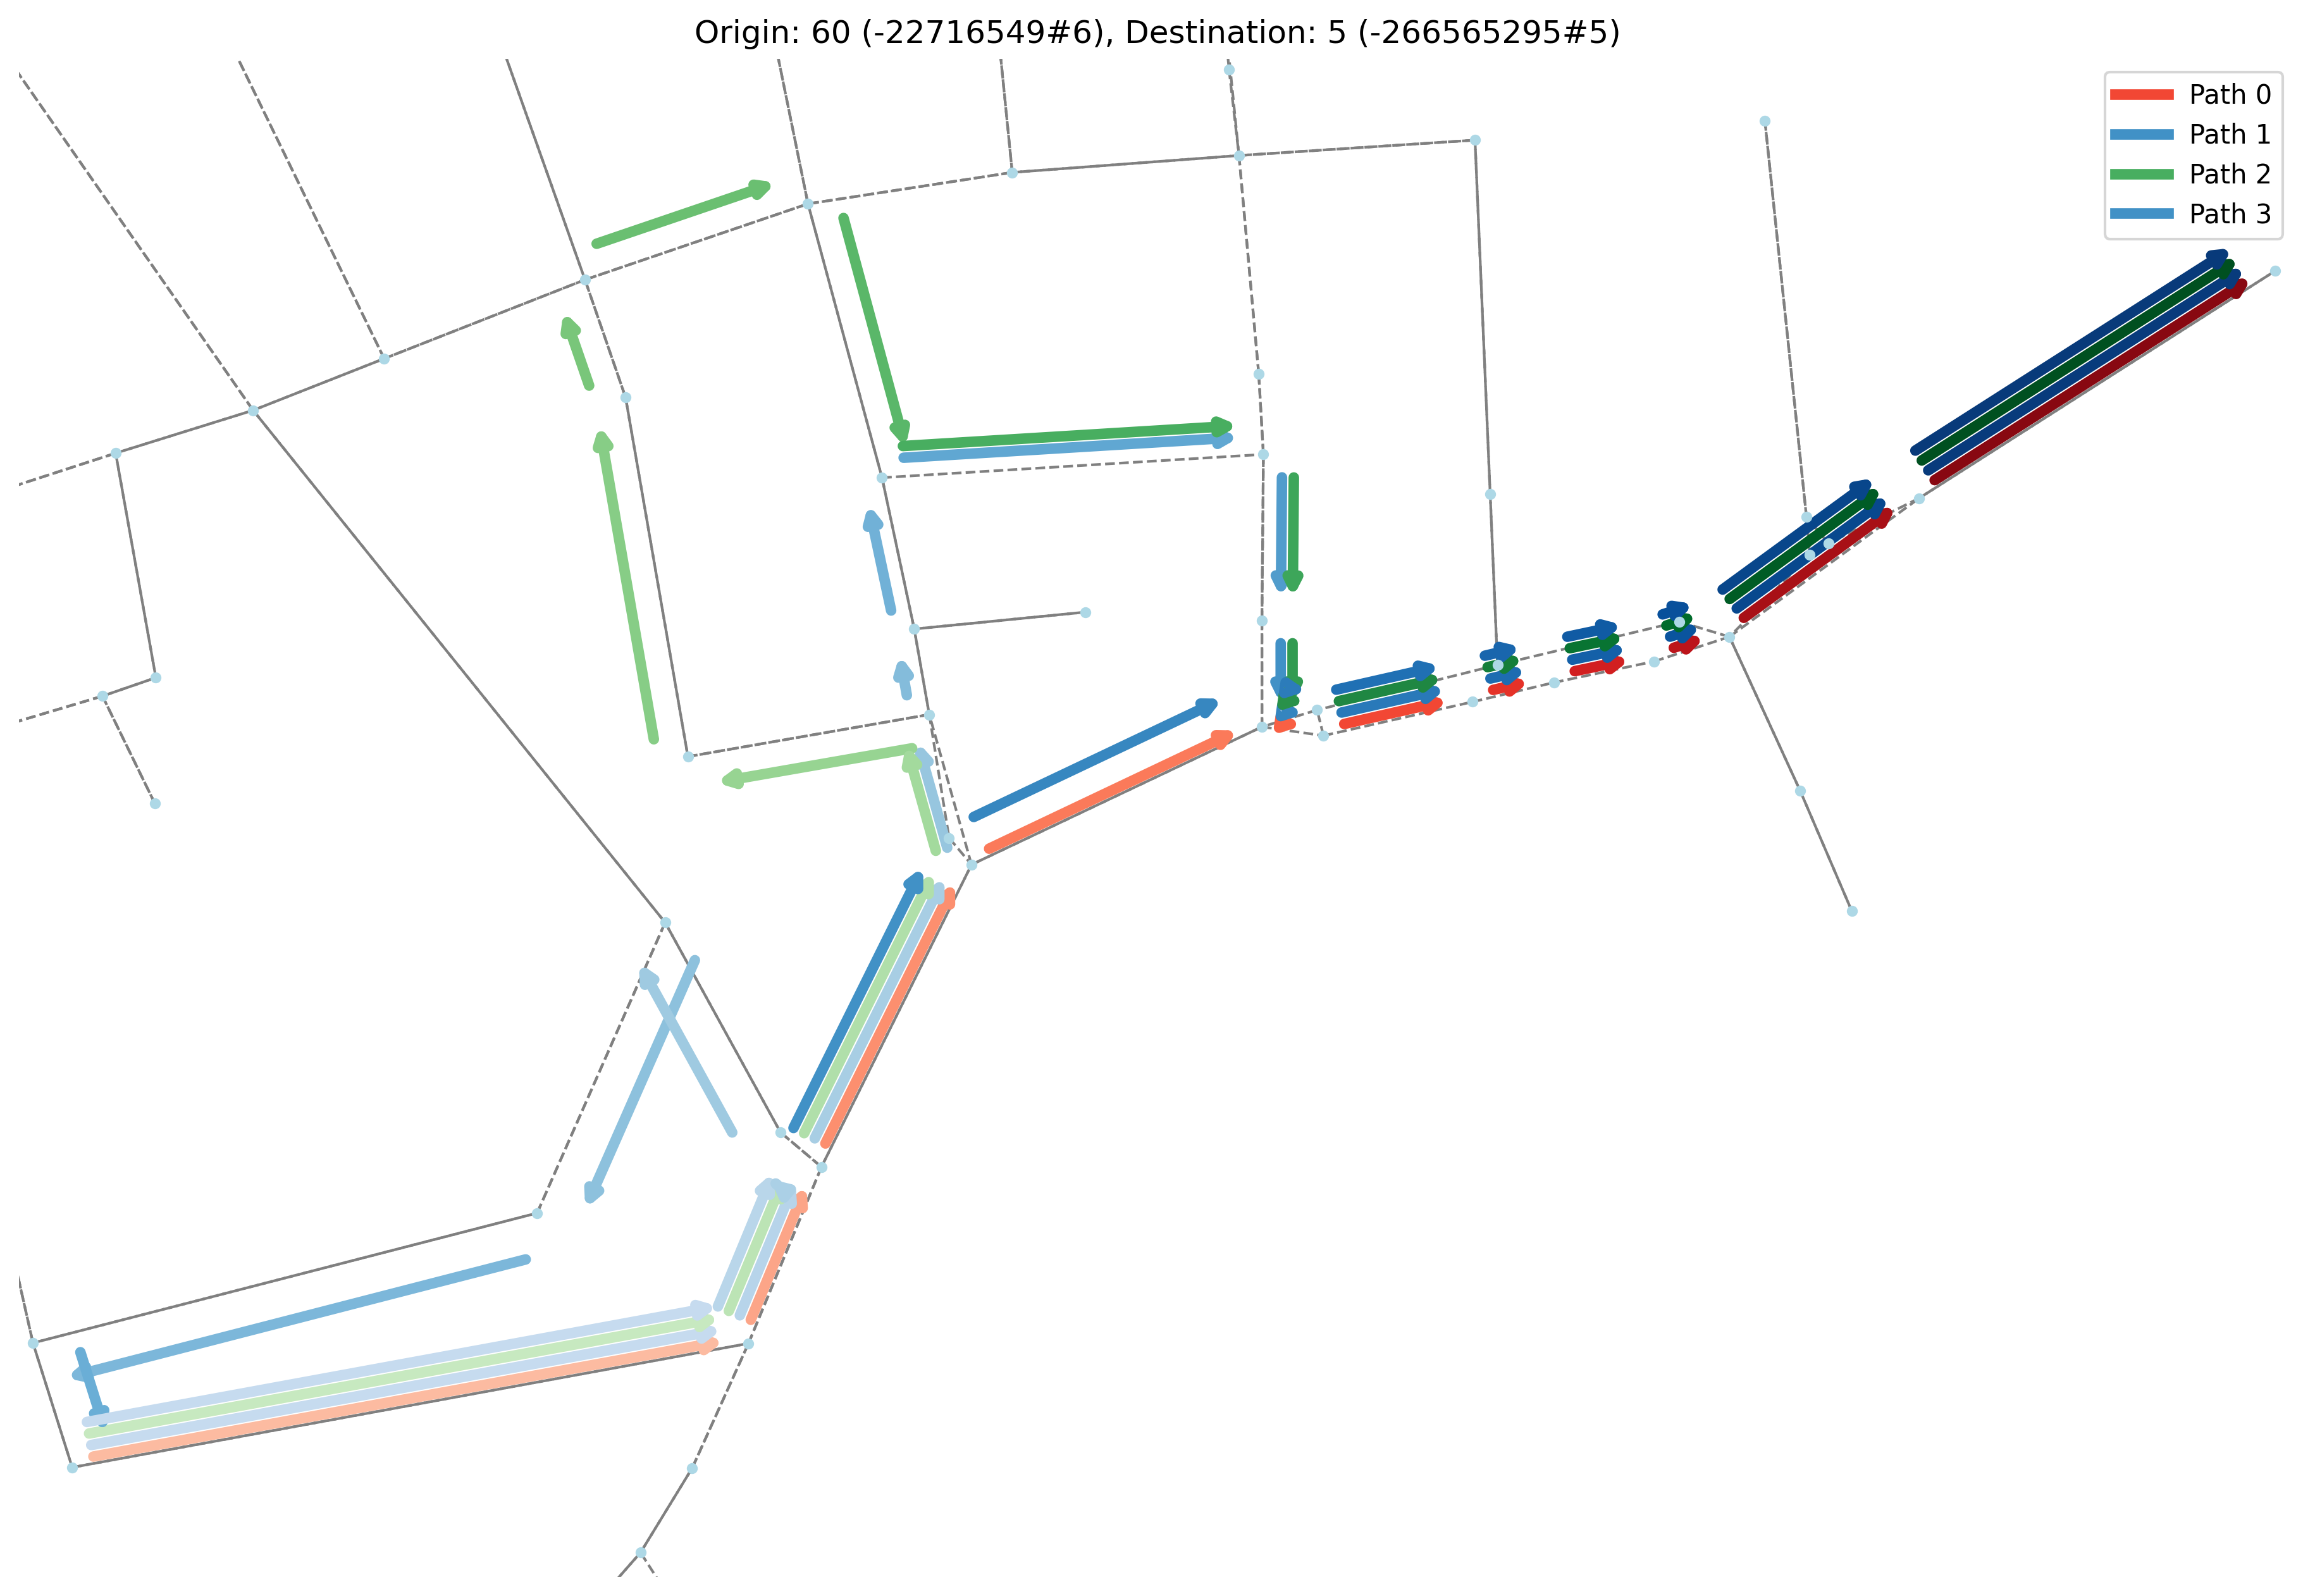 Origin: 60 (-22716549#6), Destination: 5 (-266565295#5)
Path 0
Path 1
Path 2
Path 3